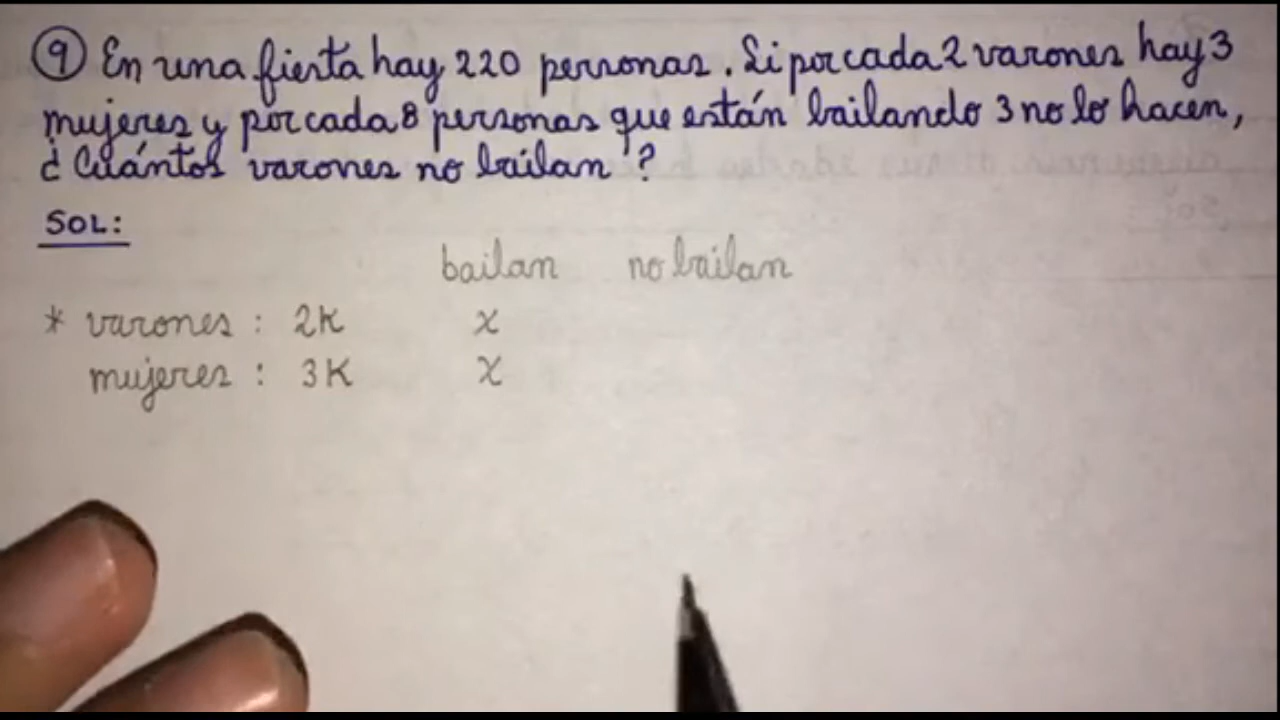 9 En una fiesta hay 220 personas. Si por cada 2 varones hay 3
mujeres y por cada 8 personas que están bailando 3 no lo hacen,
¿Cuántos varones no bailan?
SOL:
bailan no bailan
* varones : 2K x
mujeres : 3K x